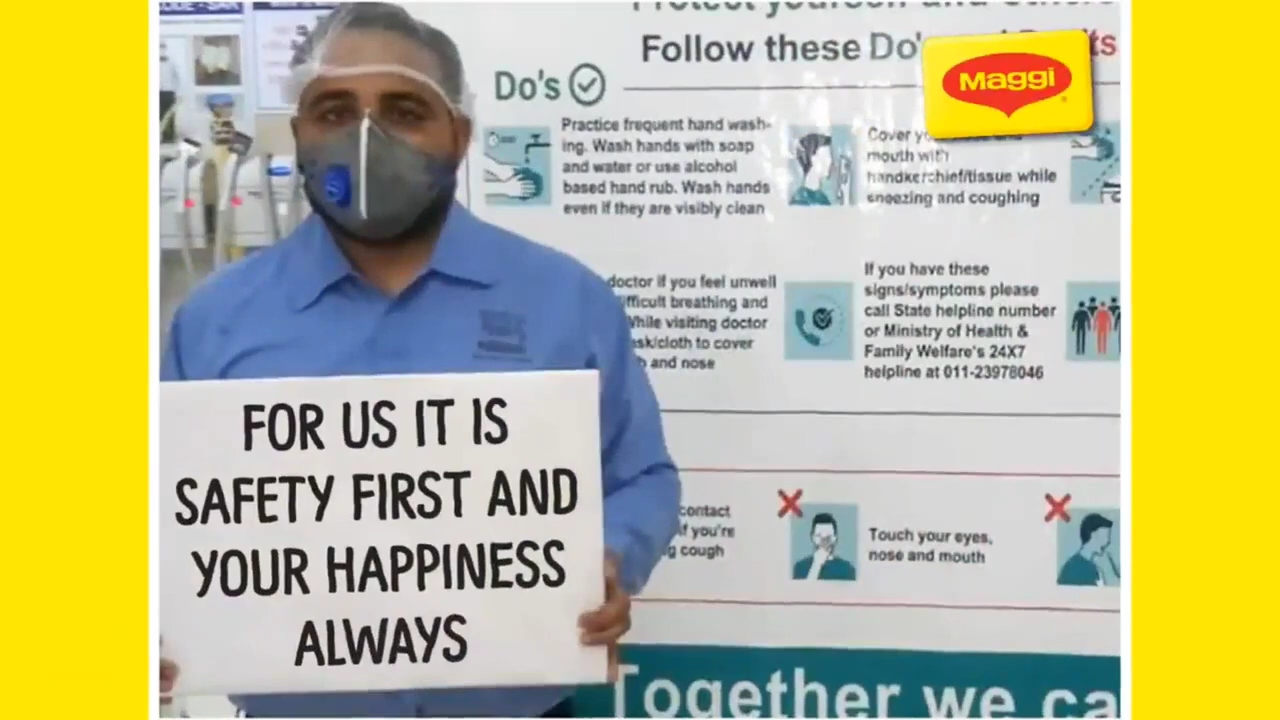 Protect yourself and
Follow these Do's
Maggi
Do's
Practice frequent hand wash-
ing. Wash hands with soap
and water or use alcohol
based hand rub. Wash hands
even if they are visibly clean
Cover
mouth with
handkerchief/tissue while
sneezing and coughing
doctor if you feel unwell
breathing and
While visiting doctor
to cover
and nose
If you have these
signs/symptoms please
call State helpline number
or Ministry of Health &
Family Welfare's 24X7
helpline at 011-23978046
contact
if you're
cough
Touch your eyes,
nose and mouth
Together we
FOR US IT IS
SAFETY FIRST AND
YOUR HAPPINESS
ALWAYS